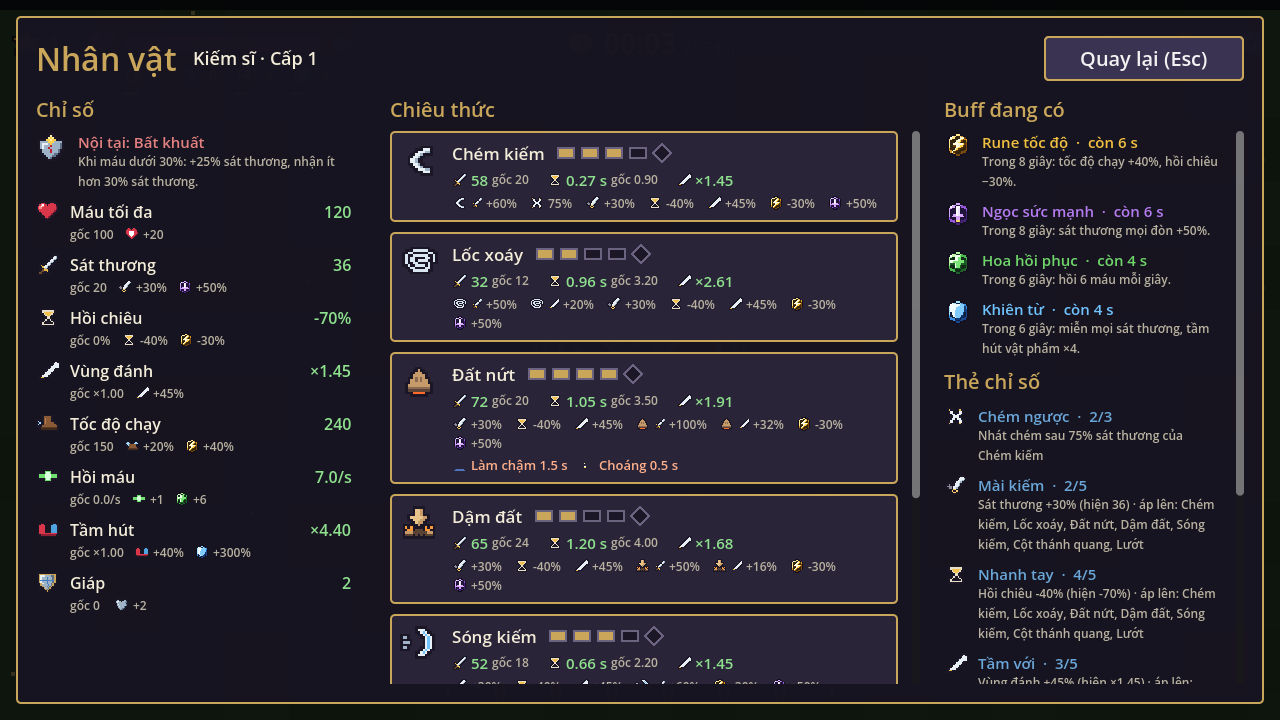 Nhân vật
Kiếm sĩ · Cấp 1
Quay lại (Esc)
Chỉ số
Nội tại: Bất khuất
Khi máu dưới 30%: +25% sát thương, nhận ít
hơn 30% sát thương.
Máu tối đa 120
gốc 100 +20
Sát thương 36
gốc 20 +30% +50%
Hồi chiêu -70%
gốc 0% -40% -30%
Vùng đánh ×1.45
gốc ×1.00 +45%
Tốc độ chạy 240
gốc 150 +20% +40%
Hồi máu 7.0/s
gốc 0.0/s +1 +6
Tầm hút ×4.40
gốc ×1.00 +40% +300%
Giáp 2
gốc 0 +2
Chiêu thức
Chém kiếm
58 gốc 20 0.27 s gốc 0.90 ×1.45
+60% 75% +30% -40% +45% -30% +50%
Lốc xoáy
32 gốc 12 0.96 s gốc 3.20 ×2.61
+50% +20% +30% -40% +45% -30%
+50%
Đất nứt
72 gốc 20 1.05 s gốc 3.50 ×1.91
+30% -40% +45% +100% +32% -30%
+50%
Làm chậm 1.5 s Choáng 0.5 s
Dậm đất
65 gốc 24 1.20 s gốc 4.00 ×1.68
+30% -40% +45% +50% +16% -30%
+50%
Sóng kiếm
52 gốc 18 0.66 s gốc 2.20 ×1.45
Buff đang có
Rune tốc độ · còn 6 s
Trong 8 giây: tốc độ chạy +40%, hồi chiêu
−30%.
Ngọc sức mạnh · còn 6 s
Trong 8 giây: sát thương mọi đòn +50%.
Hoa hồi phục · còn 4 s
Trong 6 giây: hồi 6 máu mỗi giây.
Khiên từ · còn 4 s
Trong 6 giây: miễn mọi sát thương, tầm
hút vật phẩm ×4.
Thẻ chỉ số
Chém ngược · 2/3
Nhát chém sau 75% sát thương của
Chém kiếm
Mài kiếm · 2/5
Sát thương +30% (hiện 36) · áp lên: Chém
kiếm, Lốc xoáy, Đất nứt, Dậm đất, Sóng
kiếm, Cột thánh quang, Lướt
Nhanh tay · 4/5
Hồi chiêu -40% (hiện -70%) · áp lên: Chém
kiếm, Lốc xoáy, Đất nứt, Dậm đất, Sóng
kiếm, Cột thánh quang, Lướt
Tầm với · 3/5
Vùng đánh +45% (hiện ×1.45) · áp lên: